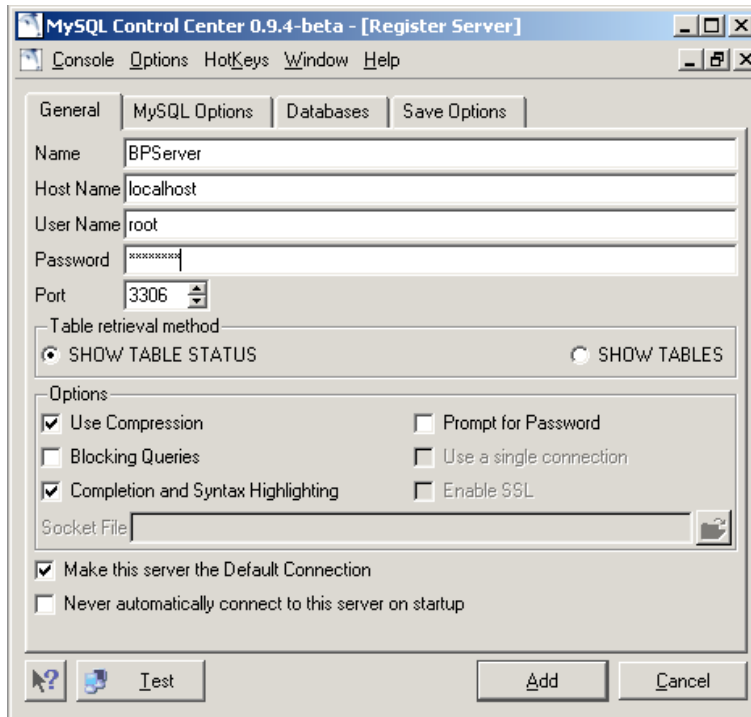 MySQL Control Center 0.9.4-beta - [Register Server]
Console Options HotKeys Window Help
General MySQL Options Databases Save Options
Name BPServer
Host Name localhost
User Name root
Password ********
Port 3306
Table retrieval method
SHOW TABLE STATUS SHOW TABLES
Options
Use Compression Prompt for Password
Blocking Queries Use a single connection
Completion and Syntax Highlighting Enable SSL
Socket File
Make this server the Default Connection
Never automatically connect to this server on startup
? Test Add Cancel